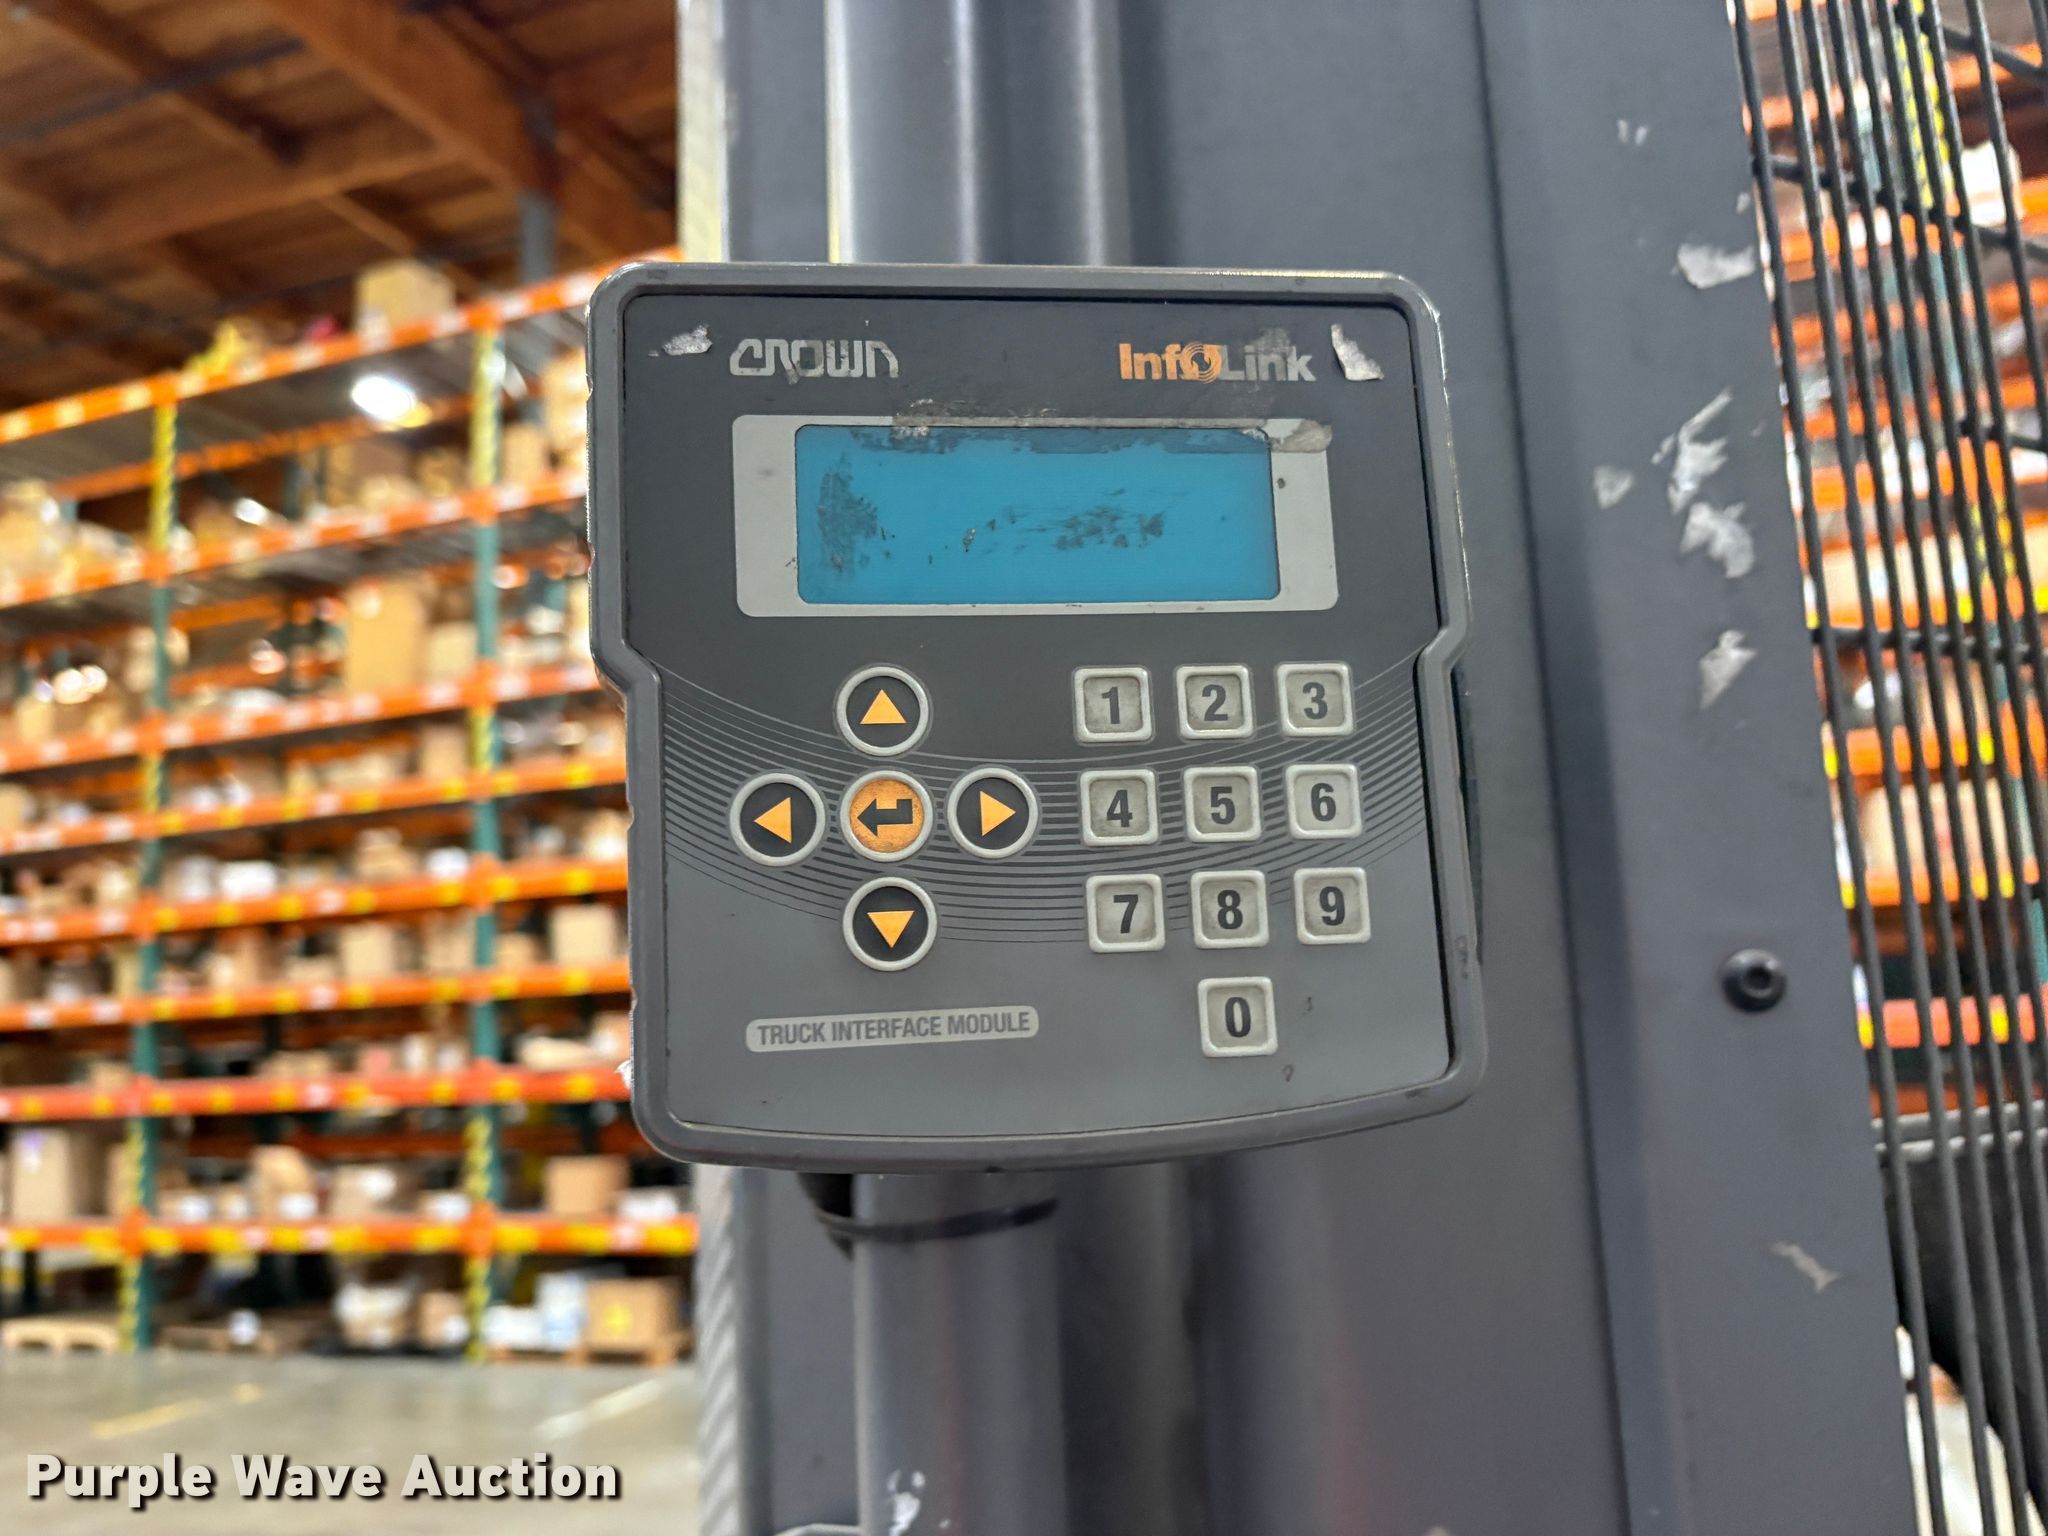 CROWN
InfoLink
1 2 3
4 5 6
7 8 9
0
TRUCK INTERFACE MODULE
Purple Wave Auction